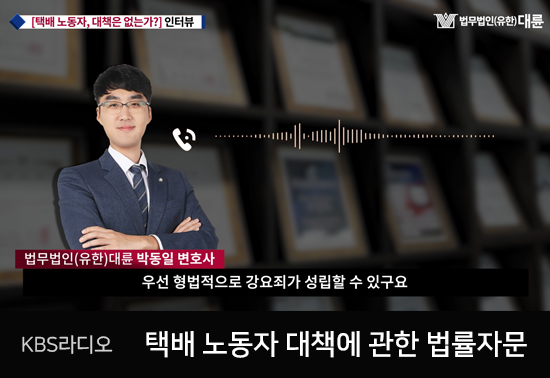 [택배 노동자, 대책은 없는가?] 인터뷰
법무법인(유한)대륜
법무법인(유한)대륜 박동일 변호사
우선 형법적으로 강요죄가 성립할 수 있구요
KBS라디오 택배 노동자 대책에 관한 법률자문